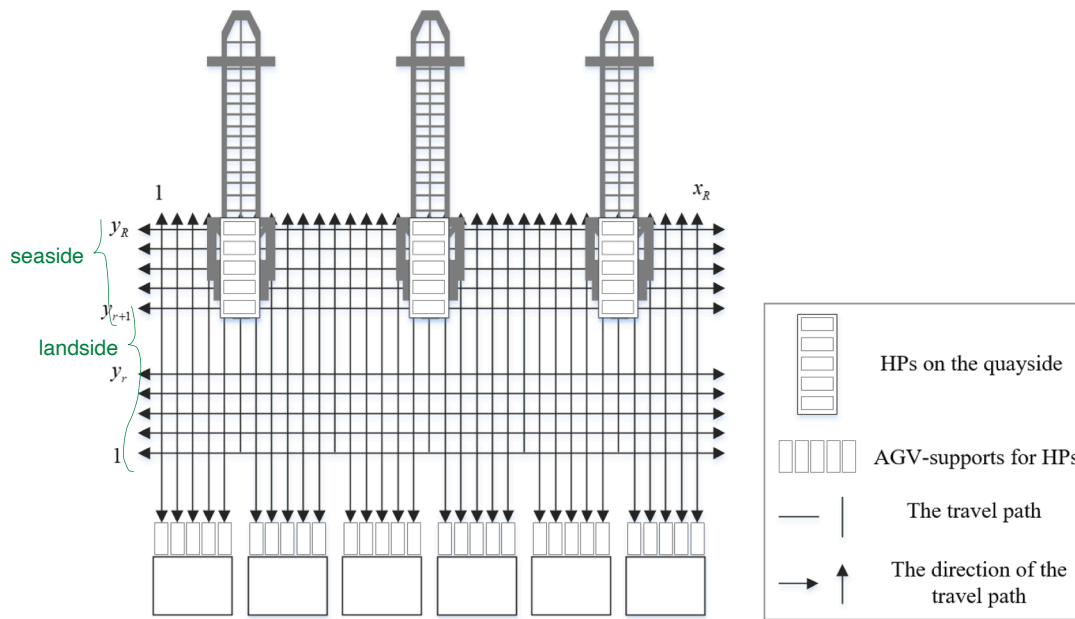 1
x_R
y_R
seaside
y_{r+1}
landside
y_r
1
HPs on the quayside
AGV-supports for HPs
The travel path
The direction of the
travel path